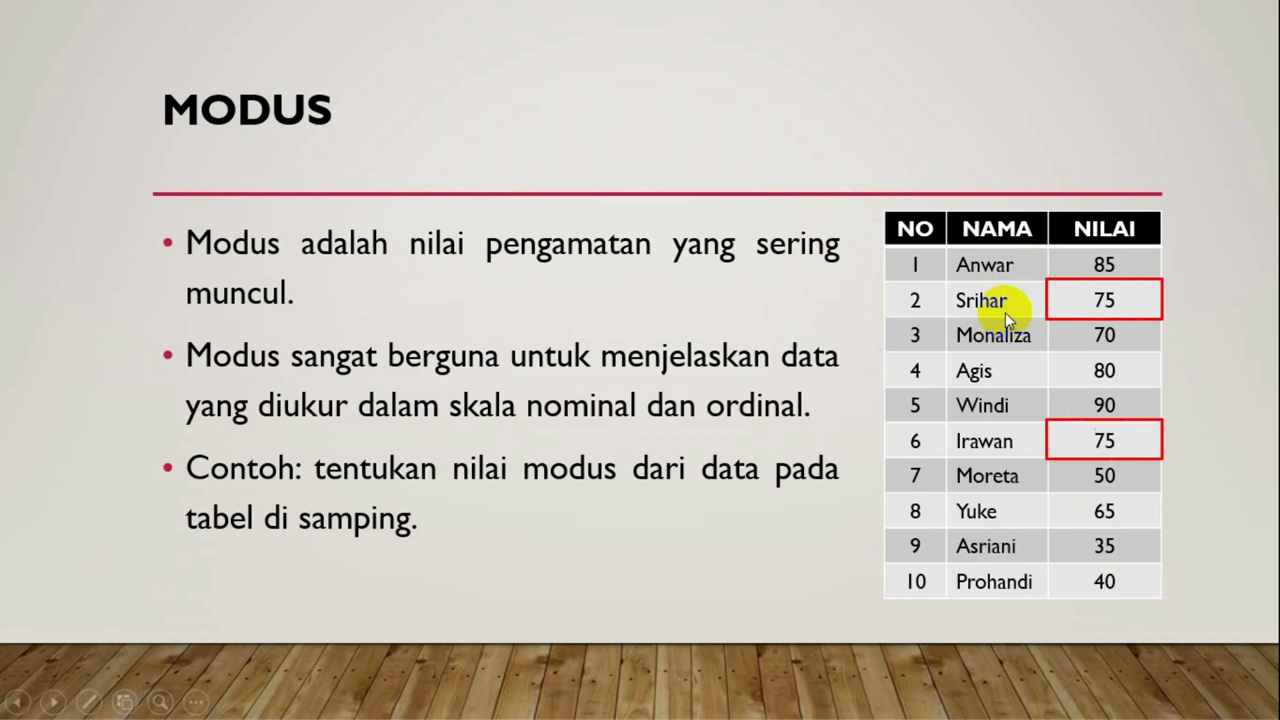 MODUS
• Modus adalah nilai pengamatan yang sering
muncul.
• Modus sangat berguna untuk menjelaskan data
yang diukur dalam skala nominal dan ordinal.
• Contoh: tentukan nilai modus dari data pada
tabel di samping.
NO NAMA NILAI
1 Anwar 85
2 Srihar 75
3 Monaliza 70
4 Agis 80
5 Windi 90
6 Irawan 75
7 Moreta 50
8 Yuke 65
9 Asriani 35
10 Prohandi 40